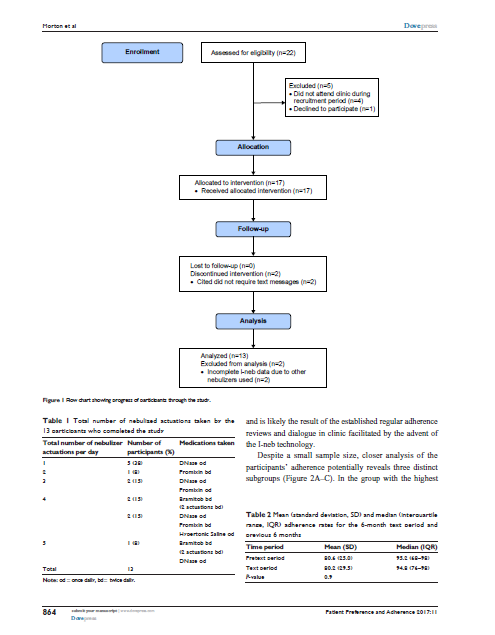 Morton et al
Dovepress
Enrollment
Assessed for eligibility (n=22)
Excluded (n=5)
• Did not attend clinic during
recruitment period (n=4)
• Declined to participate (n=1)
Allocation
Allocated to intervention (n=17)
• Received allocated intervention (n=17)
Follow-up
Lost to follow-up (n=0)
Discontinued intervention (n=2)
• Cited did not require text messages (n=2)
Analysis
Analyzed (n=13)
Excluded from analysis (n=2)
• Incomplete I-neb data due to other
nebulizers used (n=2)
Figure 1 Flow chart showing progress of participants through the study.
Table 1 Total number of nebulized actuations taken by the
13 participants who completed the study
Total number of nebulizer Number of Medications taken
actuations per day participants (%)
1 5 (38) DNase od
2 1 (8) Promixin bd
3 2 (15) DNase od
Promixin od
4 2 (15) Bramitob bd
(2 actuations bd)
2 (15) DNase od
Promixin bd
Hypertonic Saline od
5 1 (8) Bramitob bd
(2 actuations bd)
DNase od
Total 13
Note: od = once daily, bd= twice daily.
and is likely the result of the established regular adherence
reviews and dialogue in clinic facilitated by the advent of
the I-neb technology.
Despite a small sample size, closer analysis of the
participants' adherence potentially reveals three distinct
subgroups (Figure 2A–C). In the group with the highest
Table 2 Mean (standard deviation, SD) and median (interquartile
range, IQR) adherence rates for the 6-month text period and
previous 6 months
Time period Mean (SD) Median (IQR)
Pretext period 80.6 (25.0) 95.2 (68–98)
Text period 80.2 (29.5) 94.8 (76–98)
P-value 0.9
864
submit your manuscript | www.dovepress.com
Dovepress
Patient Preference and Adherence 2017:11